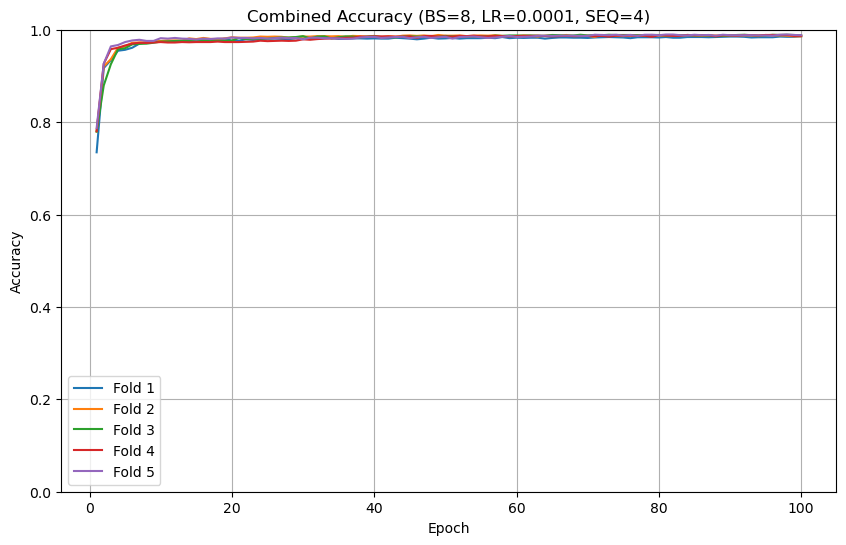 Combined Accuracy (BS=8, LR=0.0001, SEQ=4)
1.0
0.8
0.6
0.4
0.2
0.0
Accuracy
Fold 1
Fold 2
Fold 3
Fold 4
Fold 5
0 20 40 60 80 100
Epoch